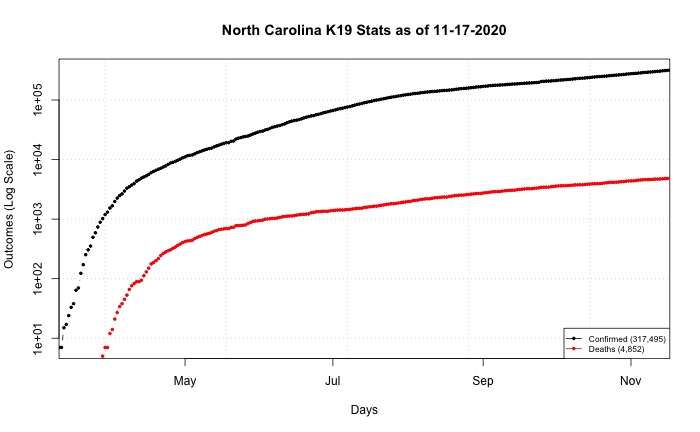 North Carolina K19 Stats as of 11-17-2020
Outcomes (Log Scale)
1e+05
1e+04
1e+03
1e+02
1e+01
Confirmed (317,495)
Deaths (4,852)
May Jul Sep Nov
Days